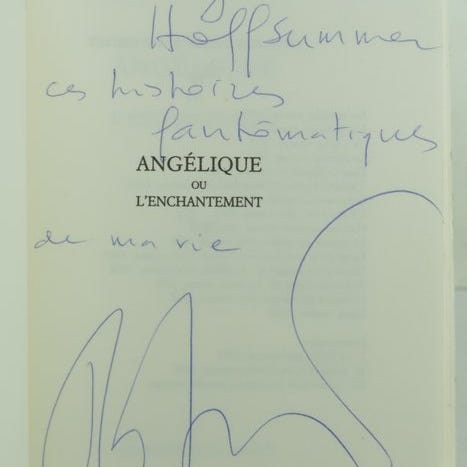 Hoffsummer
ces histoires
fantômatiques
ANGÉLIQUE
OU
L'ENCHANTEMENT
de ma vie